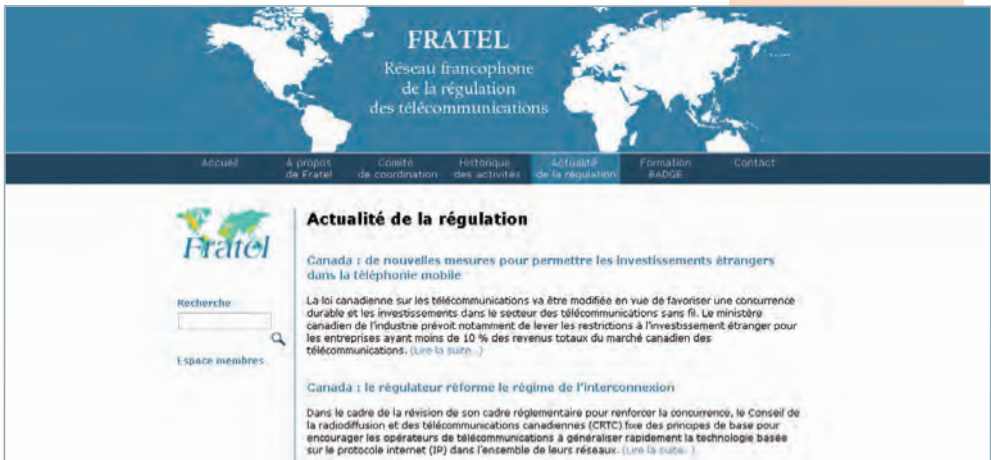 FRATEL
Réseau francophone
de la régulation
des télécommunications
Accueil
A propos
de Fratel
Comité
de coordination
Historique
des activités
Actualité
de la régulation
Formation
BADGE
Contact
Fratel
Recherche
Espace membres
Actualité de la régulation
Canada : de nouvelles mesures pour permettre les investissements étrangers
dans la téléphonie mobile
La loi canadienne sur les télécommunications va être modifiée en vue de favoriser une concurrence
durable et les investissements dans le secteur des télécommunications sans fil. Le ministère
canadien de l'industrie prévoit notamment de lever les restrictions à l'investissement étranger pour
les entreprises ayant moins de 10 % des revenus totaux du marché canadien des
télécommunications. (Lire la suite...)
Canada : le régulateur réforme le régime de l'interconnexion
Dans le cadre de la révision de son cadre réglementaire pour renforcer la concurrence, le Conseil de
la radiodiffusion et des télécommunications canadiennes (CRTC) fixe des principes de base pour
encourager les opérateurs de télécommunications à généraliser rapidement la technologie basée
sur le protocole internet (IP) dans l'ensemble de leurs réseaux. (Lire la suite...)